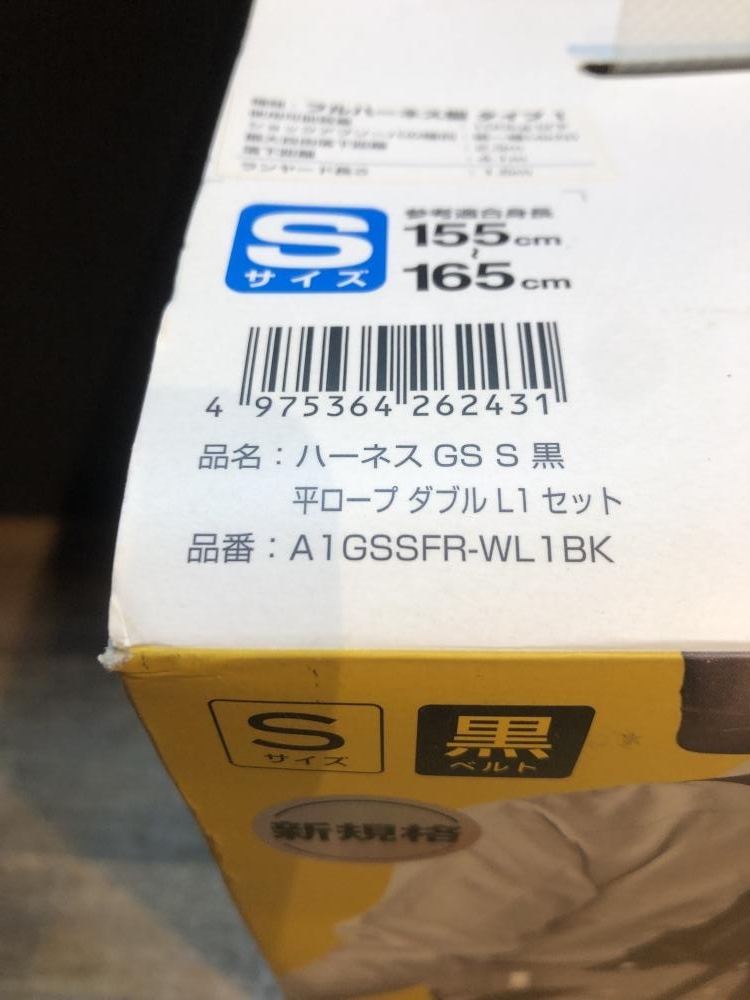 フルハーネス型 タイプ1
S
サイズ
参考適合身長
155cm
~
165cm
4 975364 262431
品名：ハーネス GS S 黒
平ロープ ダブル L1 セット
品番：A1GSSFR-WL1BK
S
サイズ
黒
ベルト
新規格